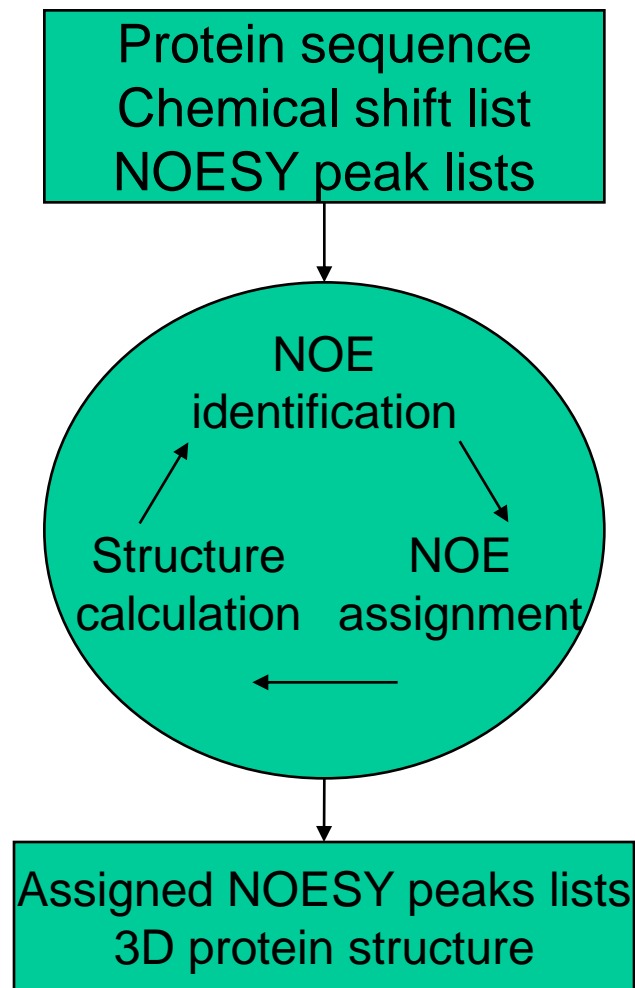 Protein sequence
Chemical shift list
NOESY peak lists
NOE
identification
Structure
calculation
NOE
assignment
Assigned NOESY peaks lists
3D protein structure